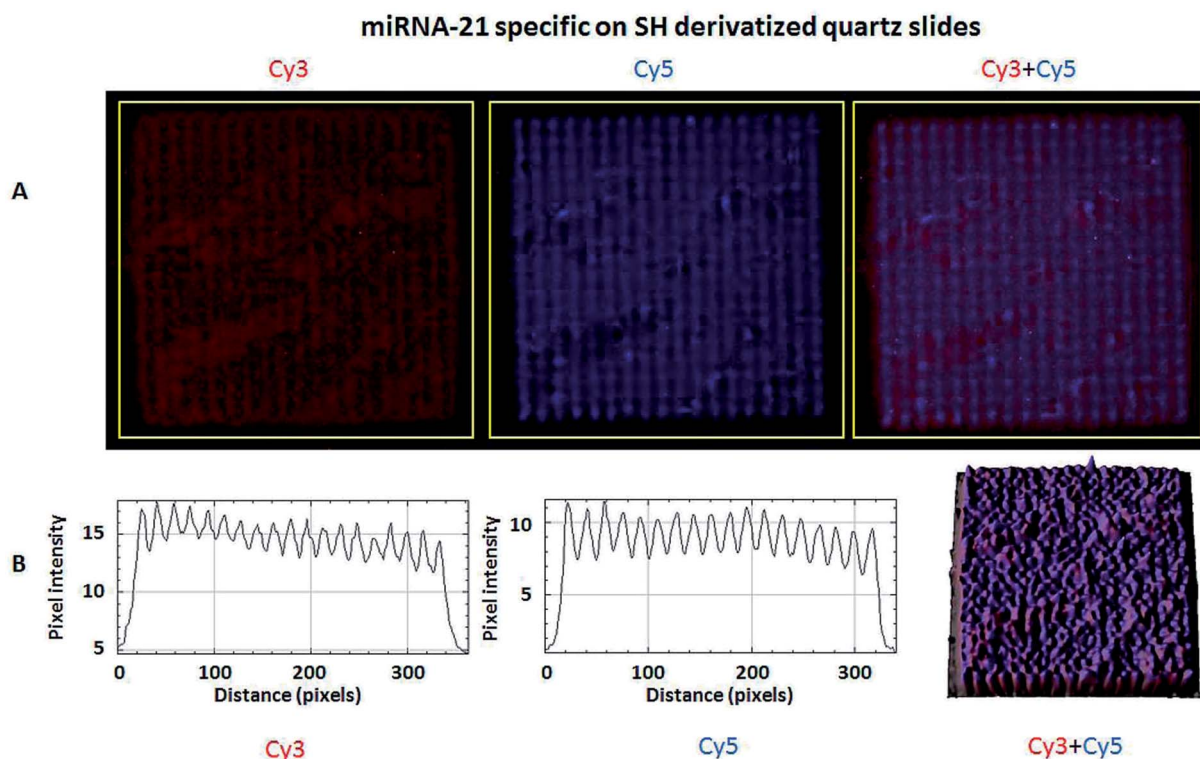 miRNA-21 specific on SH derivatized quartz slides
Cy3 Cy5 Cy3+Cy5
A
B
Pixel intensity
15
10
5
0 100 200 300
Distance (pixels)
Pixel intensity
10
5
0 100 200 300
Distance (pixels)
Cy3 Cy5 Cy3+Cy5